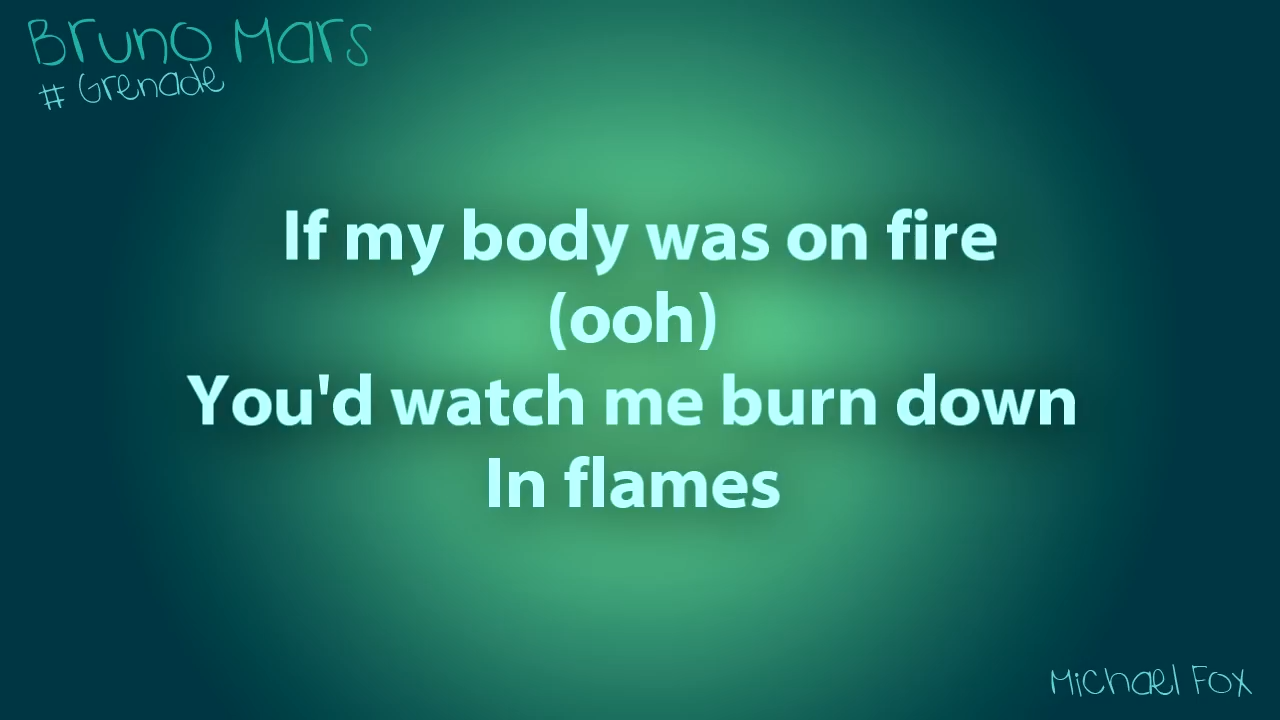 Bruno Mars
# Grenade
If my body was on fire
(ooh)
You'd watch me burn down
In flames
Michael Fox